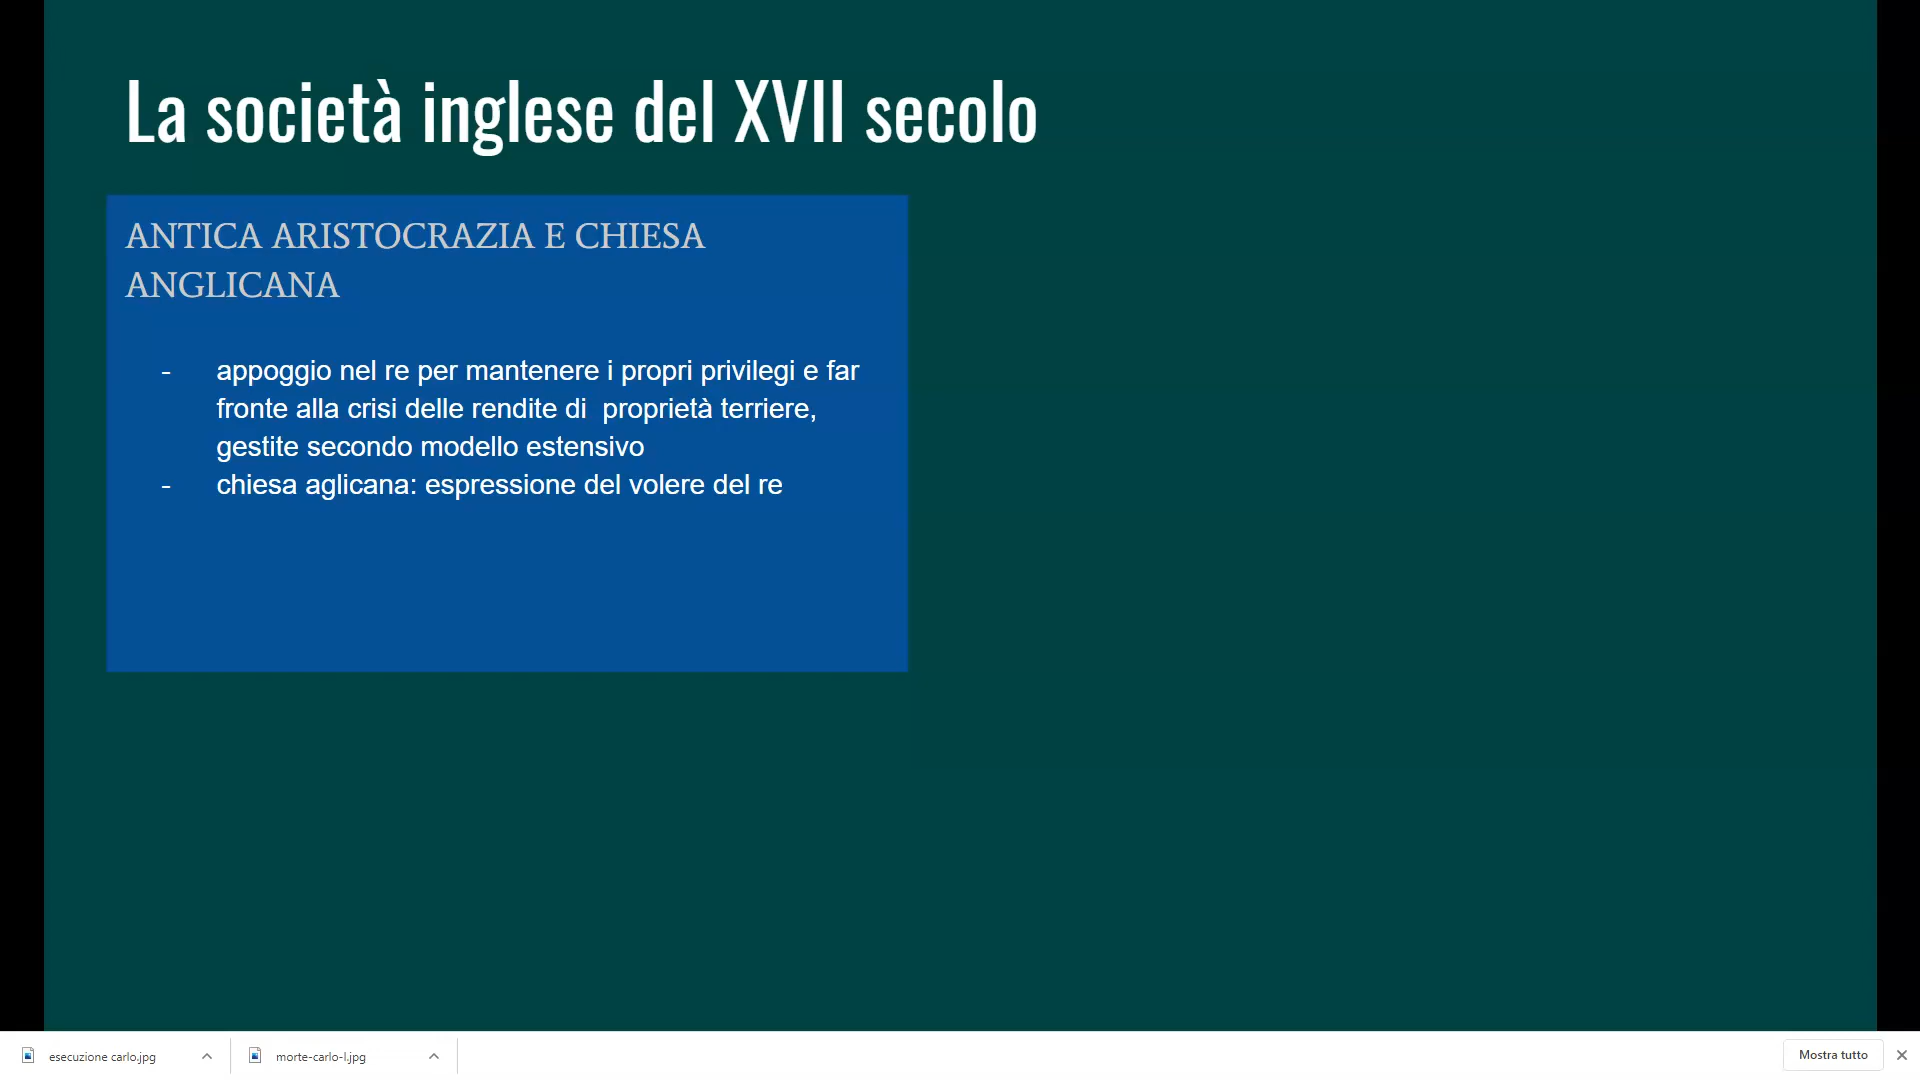 La società inglese del XVII secolo
ANTICA ARISTOCRAZIA E CHIESA
ANGLICANA
- appoggio nel re per mantenere i propri privilegi e far
fronte alla crisi delle rendite di  proprietà terriere,
gestite secondo modello estensivo
- chiesa aglicana: espressione del volere del re
esecuzione carlo.jpg
morte-carlo-I.jpg
Mostra tutto